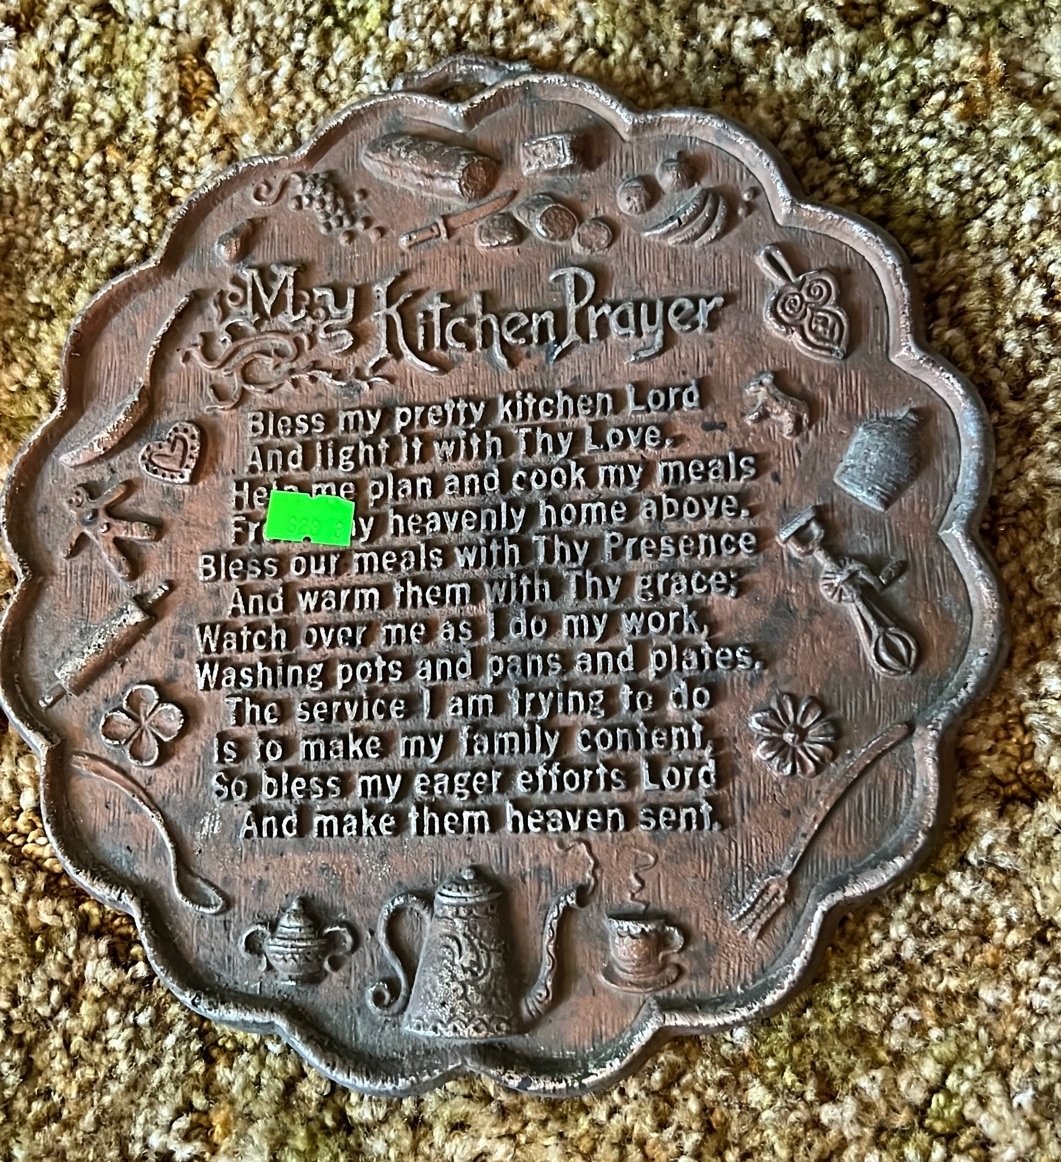 My Kitchen Prayer
Bless my pretty kitchen Lord
And light it with Thy Love.
Help me plan and cook my meals
heavenly home above.
Bless our meals with Thy Presence
And warm them with Thy grace;
Watch over me as I do my work,
Washing pots and pans and plates.
The service I am trying to do
Is to make my family content,
So bless my eager efforts Lord
And make them heaven sent.